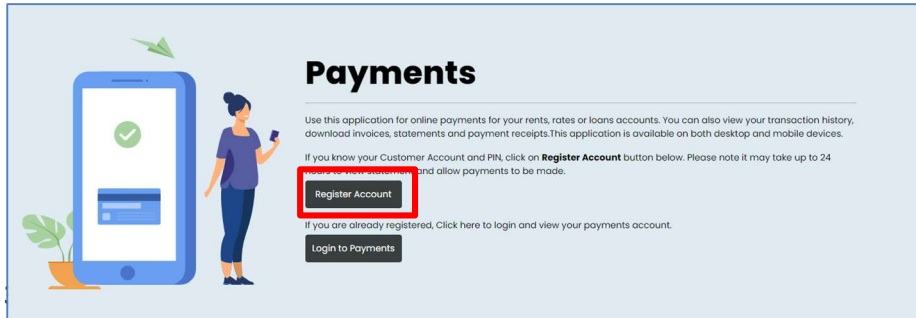 Payments
Use this application for online payments for your rents, rates or loans accounts. You can also view your transaction history,
download invoices, statements and payment receipts.This application is available on both desktop and mobile devices.
If you know your Customer Account and PIN, click on Register Account button below. Please note it may take up to 24
hours to view statement and allow payments to be made.
Register Account
If you are already registered, Click here to login and view your payments account.
Login to Payments